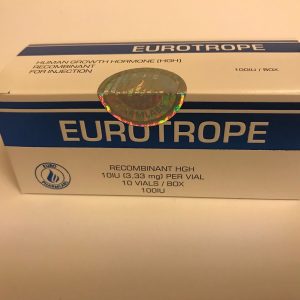 EUROTROPE
HUMAN GROWTH HORMONE (HGH)
RECOMBINANT
FOR INJECTION
100IU / BOX
EUROTROPE
RECOMBINANT HGH
10IU (3,33 mg) PER VIAL
10 VIALS / BOX
100IU